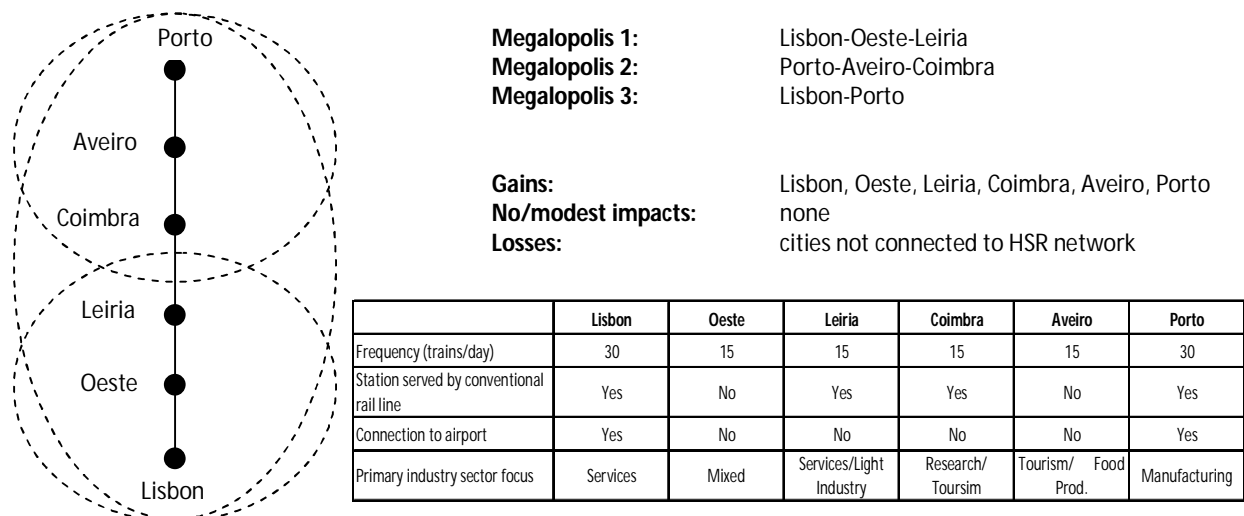 Porto
Aveiro
Coimbra
Leiria
Oeste
Lisbon
Megalopolis 1: Lisbon-Oeste-Leiria
Megalopolis 2: Porto-Aveiro-Coimbra
Megalopolis 3: Lisbon-Porto
Gains: Lisbon, Oeste, Leiria, Coimbra, Aveiro, Porto
No/modest impacts: none
Losses: cities not connected to HSR network
Lisbon Oeste Leiria Coimbra Aveiro Porto
Frequency (trains/day) 30 15 15 15 15 30
Station served by conventional
rail line Yes No Yes Yes No Yes
Connection to airport Yes No No No No Yes
Primary industry sector focus Services Mixed Services/Light Industry Research/ Toursim Tourism/ Food Prod. Manufacturing